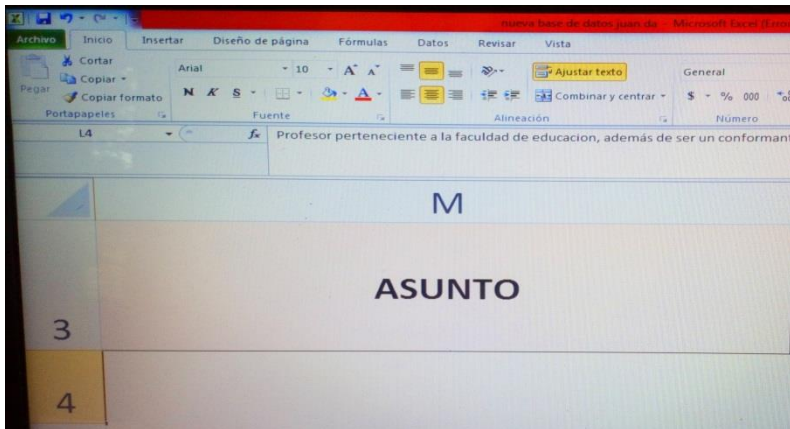 nueva base de datos juan da - Microsoft Excel (Erro
Archivo Inicio Insertar Diseño de página Fórmulas Datos Revisar Vista
Cortar
Copiar
Copiar formato
Pegar
Portapapeles
Arial 10 A A
N K S A
Fuente
Ajustar texto
Combinar y centrar
Alineación
General
$ % 000
Número
L4 fx Profesor perteneciente a la faculdad de educacion, además de ser un conformant
M
3 ASUNTO
4